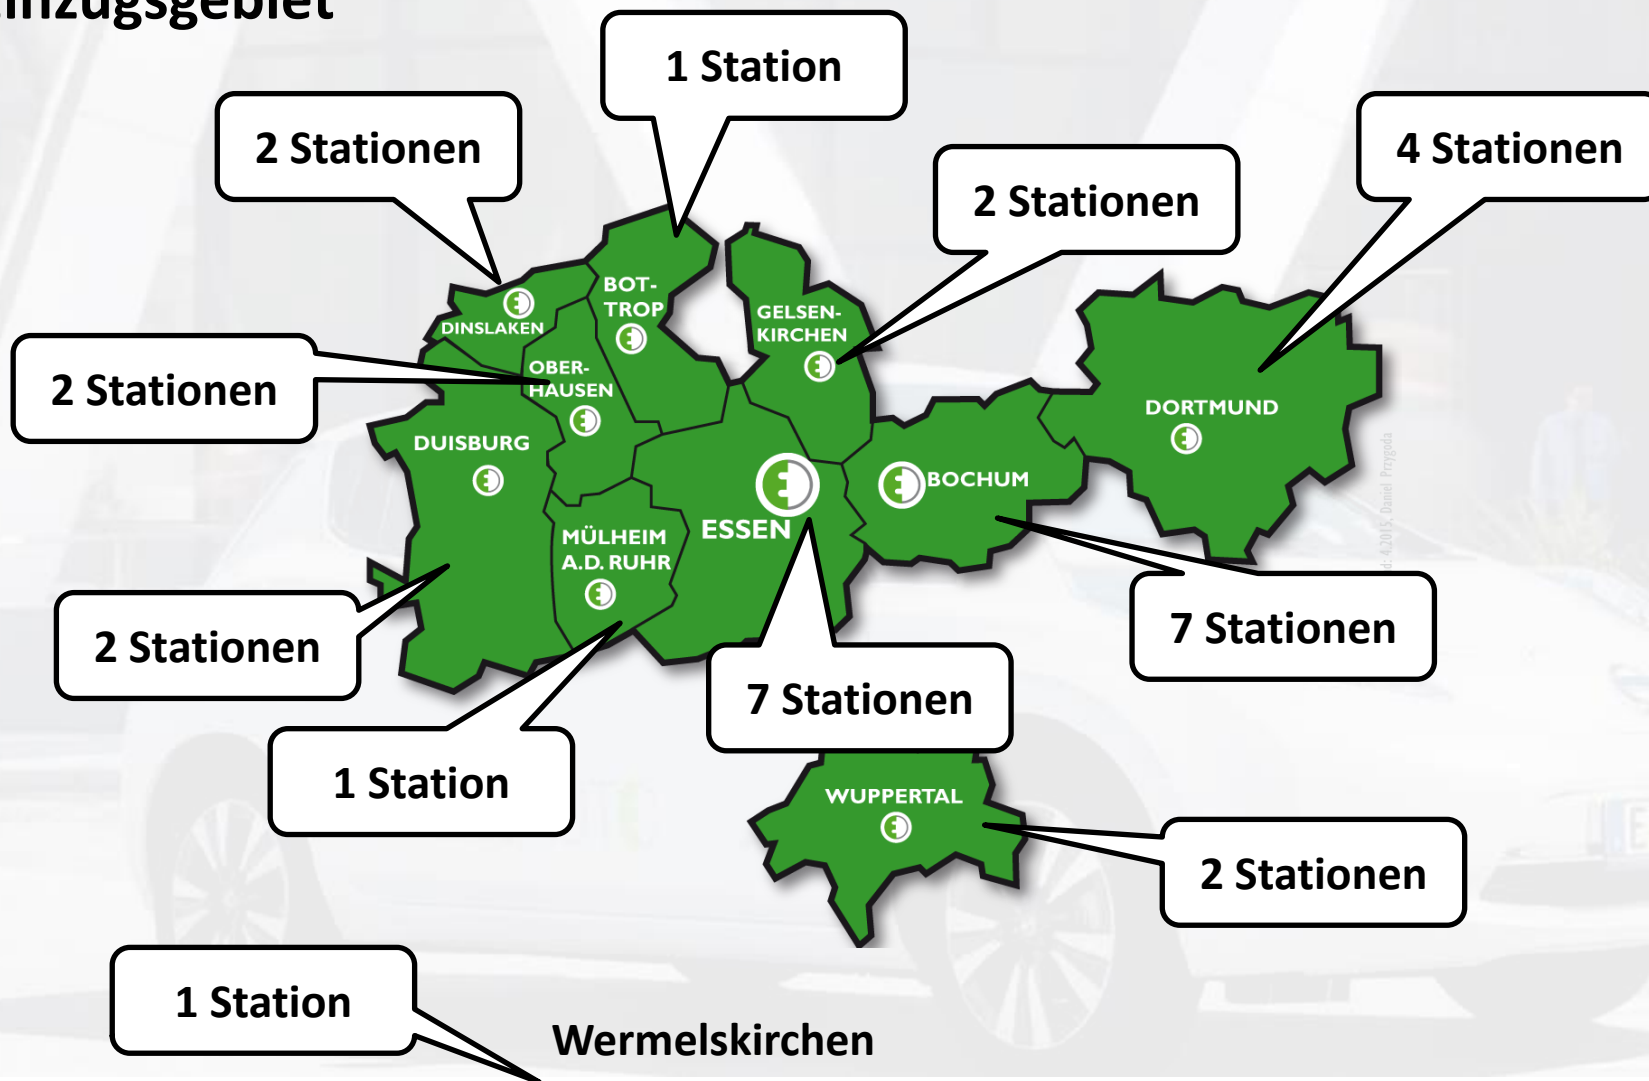 1 Station
2 Stationen
4 Stationen
2 Stationen
BOT-
TROP
GELSEN-
KIRCHEN
DINSLAKEN
2 Stationen
OBER-
HAUSEN
DORTMUND
DUISBURG
BOCHUM
ESSEN
MÜLHEIM
A.D. RUHR
2 Stationen
7 Stationen
7 Stationen
1 Station
WUPPERTAL
2 Stationen
1 Station
Wermelskirchen